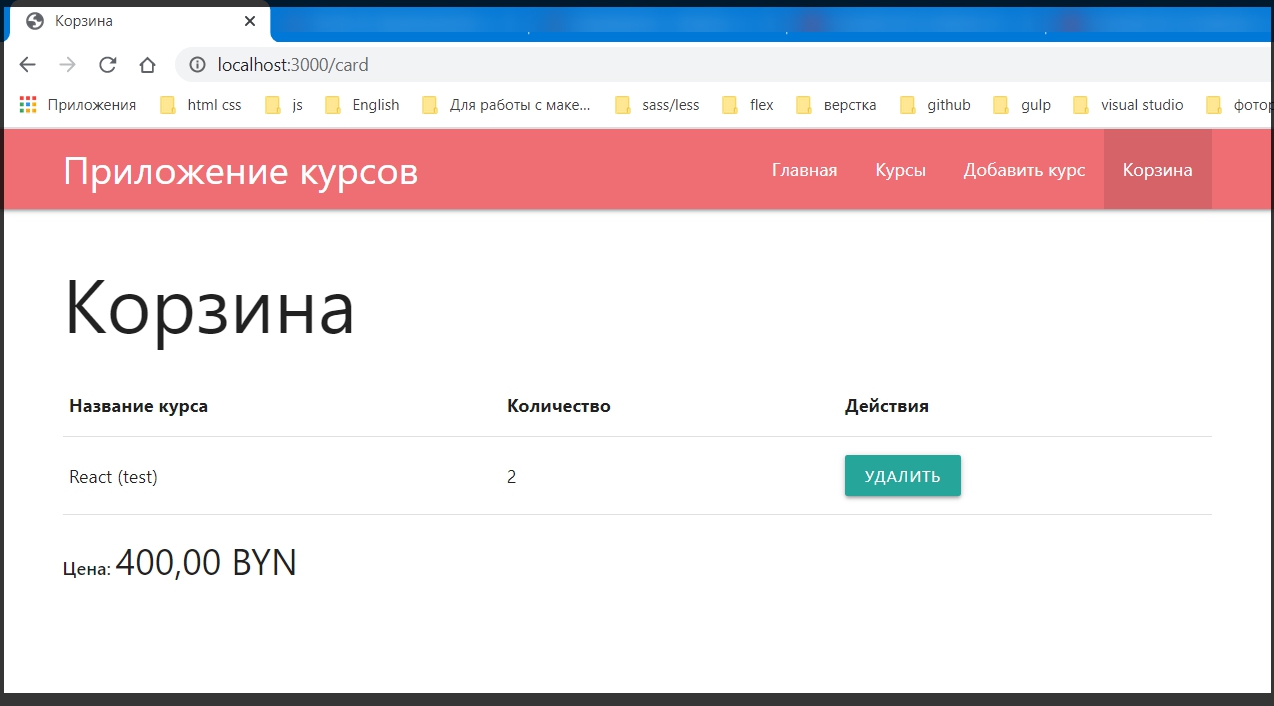 Корзина
localhost:3000/card
Приложения html css js English Для работы с маке... sass/less flex верстка github gulp visual studio фотор
Приложение курсов Главная Курсы Добавить курс Корзина
Корзина
Название курса Количество Действия
React (test) 2 УДАЛИТЬ
Цена: 400,00 BYN